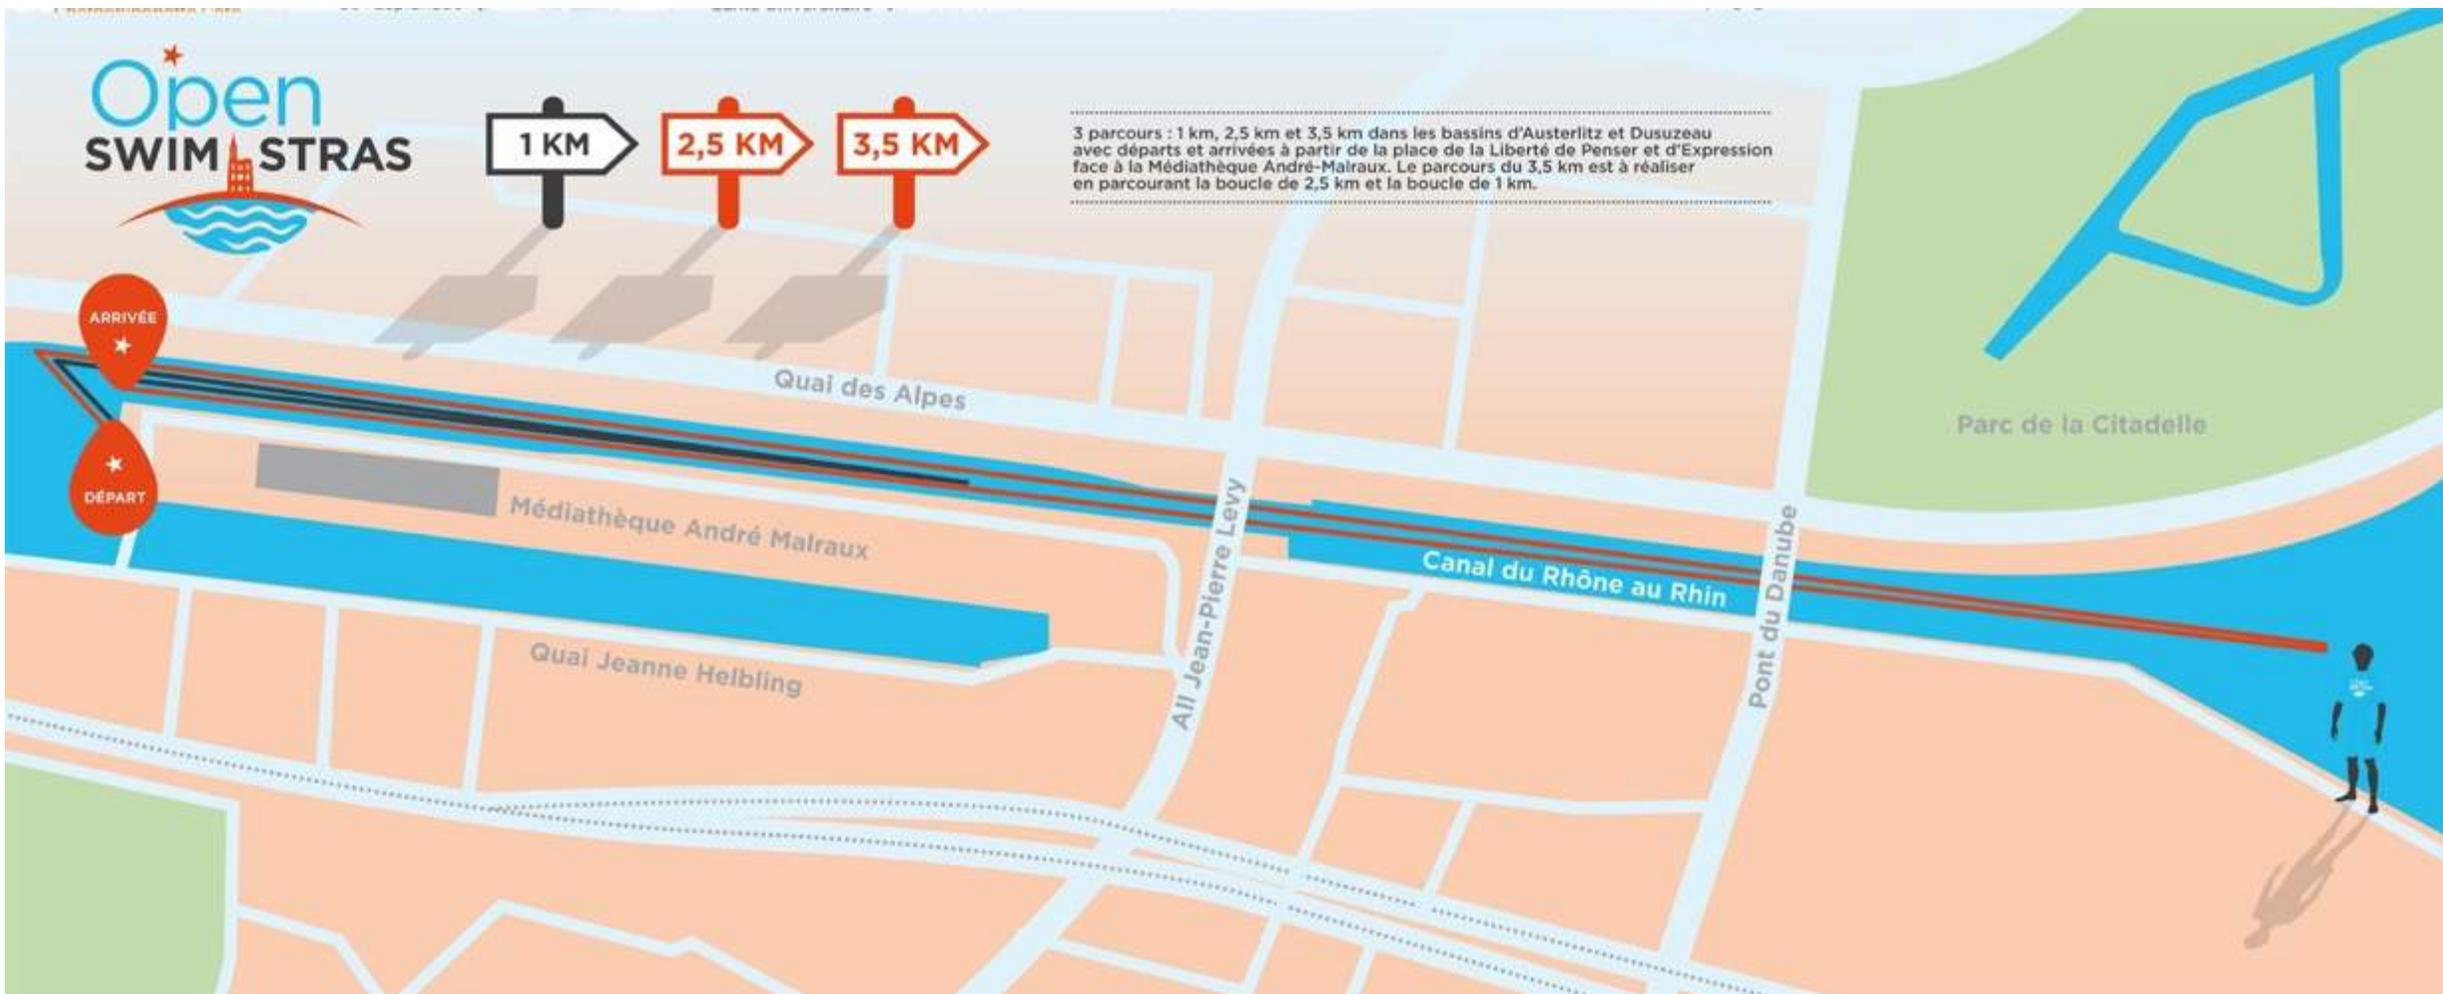 Open
SWIM STRAS
1 KM
2,5 KM
3,5 KM
3 parcours : 1 km, 2,5 km et 3,5 km dans les bassins d'Austerlitz et Dusuzeau
avec départs et arrivées à partir de la place de la Liberté de Penser et d'Expression
face à la Médiathèque André-Malraux. Le parcours du 3,5 km est à réaliser
en parcourant la boucle de 2,5 km et la boucle de 1 km.
ARRIVÉE
DÉPART
Quai des Alpes
Parc de la Citadelle
Médiathèque André Malraux
All Jean-Pierre Levy
Canal du Rhône au Rhin
Pont du Danube
Quai Jeanne Helbling